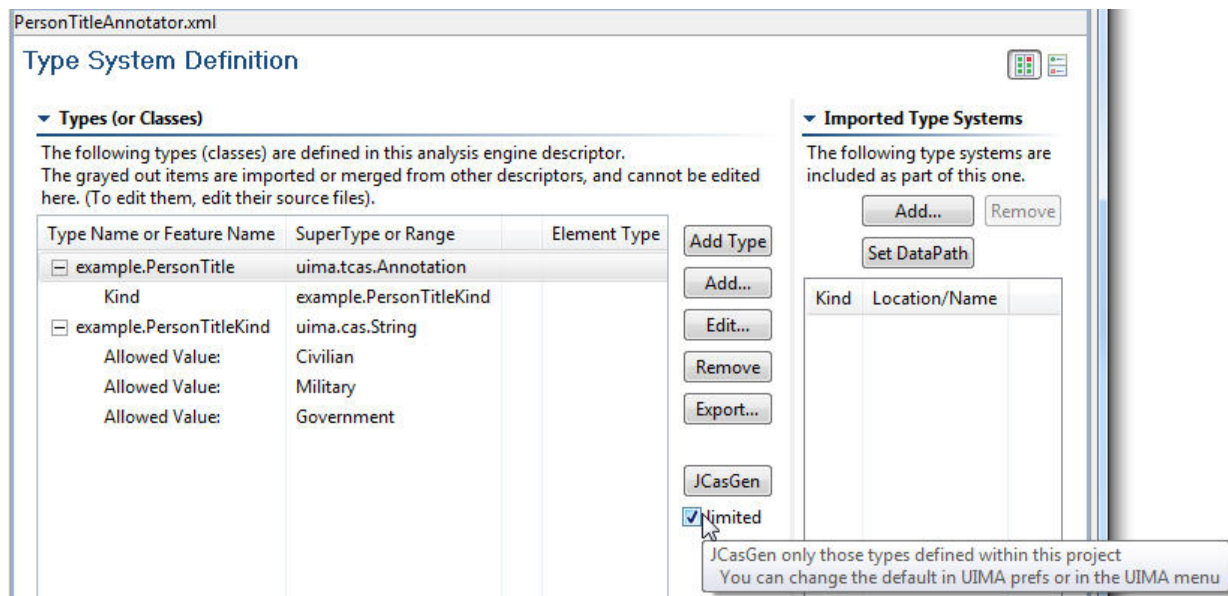 PersonTitleAnnotator.xml
Type System Definition
Types (or Classes)
The following types (classes) are defined in this analysis engine descriptor.
The grayed out items are imported or merged from other descriptors, and cannot be edited
here. (To edit them, edit their source files).
Type Name or Feature Name SuperType or Range Element Type
example.PersonTitle uima.tcas.Annotation
Kind example.PersonTitleKind
example.PersonTitleKind uima.cas.String
Allowed Value: Civilian
Allowed Value: Military
Allowed Value: Government
Add Type
Add...
Edit...
Remove
Export...
JCasGen
limited
Imported Type Systems
The following type systems are
included as part of this one.
Add... Remove
Set DataPath
Kind Location/Name
JCasGen only those types defined within this project
You can change the default in UIMA prefs or in the UIMA menu